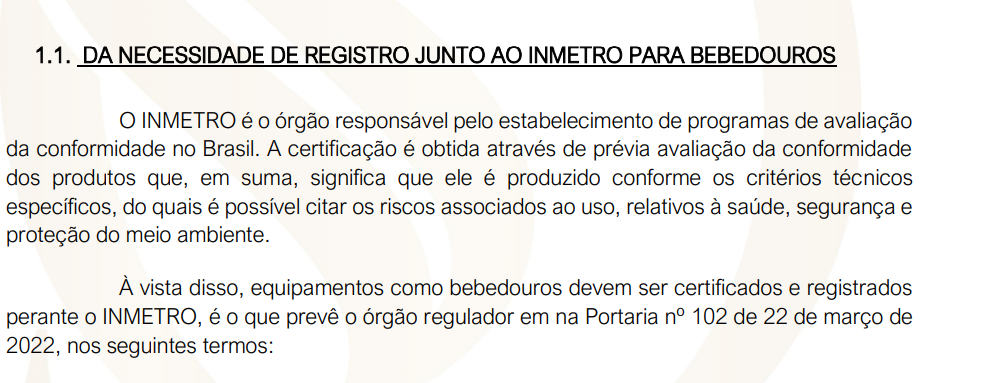 1.1. DA NECESSIDADE DE REGISTRO JUNTO AO INMETRO PARA BEBEDOUROS
O INMETRO é o órgão responsável pelo estabelecimento de programas de avaliação
da conformidade no Brasil. A certificação é obtida através de prévia avaliação da conformidade
dos produtos que, em suma, significa que ele é produzido conforme os critérios técnicos
específicos, do quais é possível citar os riscos associados ao uso, relativos à saúde, segurança e
proteção do meio ambiente.
À vista disso, equipamentos como bebedouros devem ser certificados e registrados
perante o INMETRO, é o que prevê o órgão regulador em na Portaria nº 102 de 22 de março de
2022, nos seguintes termos: